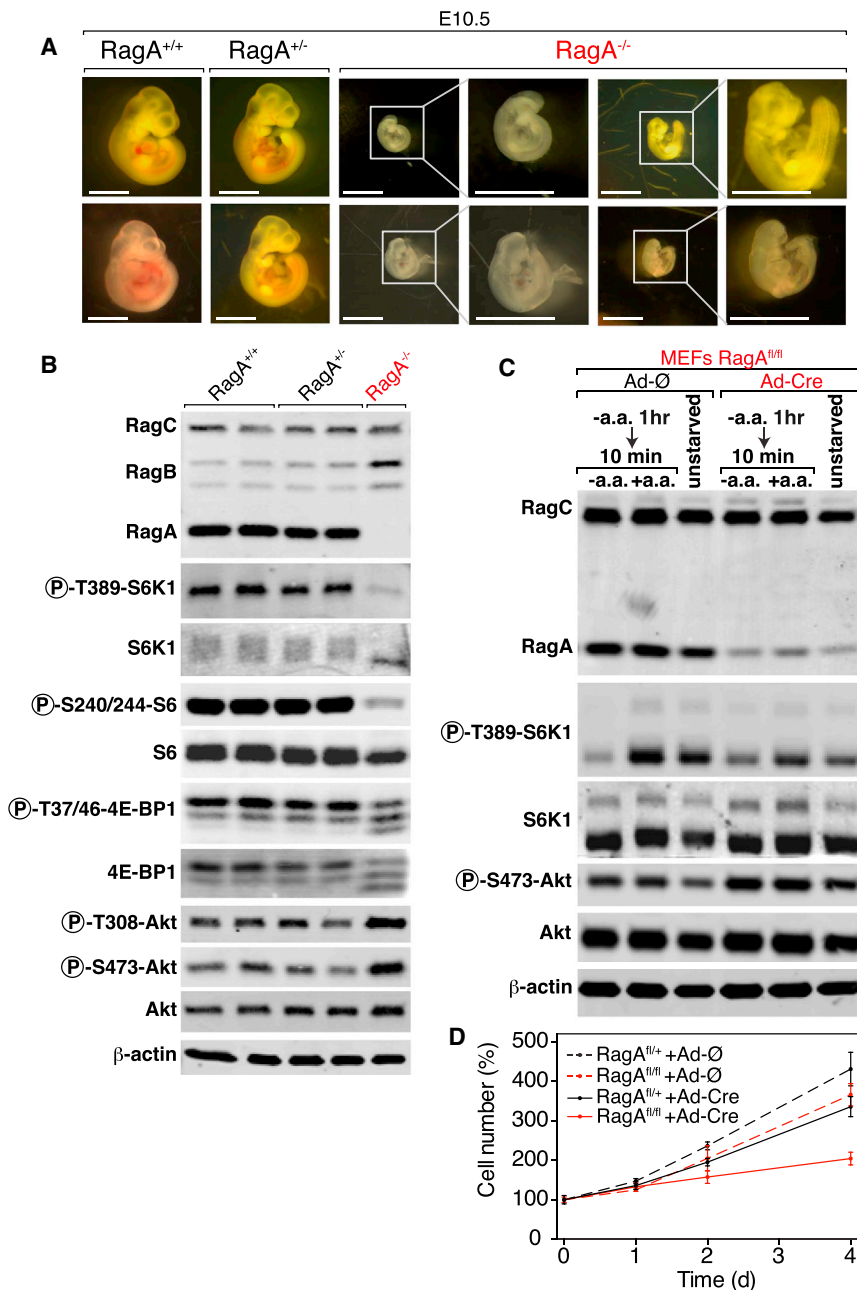 E10.5
A
RagA+/+ RagA+/- RagA-/-
B
RagA+/+ RagA+/- RagA-/-
RagC
RagB
RagA
Ⓟ-T389-S6K1
S6K1
Ⓟ-S240/244-S6
S6
Ⓟ-T37/46-4E-BP1
4E-BP1
Ⓟ-T308-Akt
Ⓟ-S473-Akt
Akt
β-actin
C
MEFs RagAfl/fl
Ad-Ø Ad-Cre
-a.a. 1hr unstarved -a.a. 1hr unstarved
10 min 10 min
-a.a. +a.a. -a.a. +a.a.
RagC
RagA
Ⓟ-T389-S6K1
S6K1
Ⓟ-S473-Akt
Akt
β-actin
D
RagAfl/+ +Ad-Ø
RagAfl/fl +Ad-Ø
RagAfl/+ +Ad-Cre
RagAfl/fl +Ad-Cre
Cell number (%)
500
400
300
200
100
0
0 1 2 3 4
Time (d)